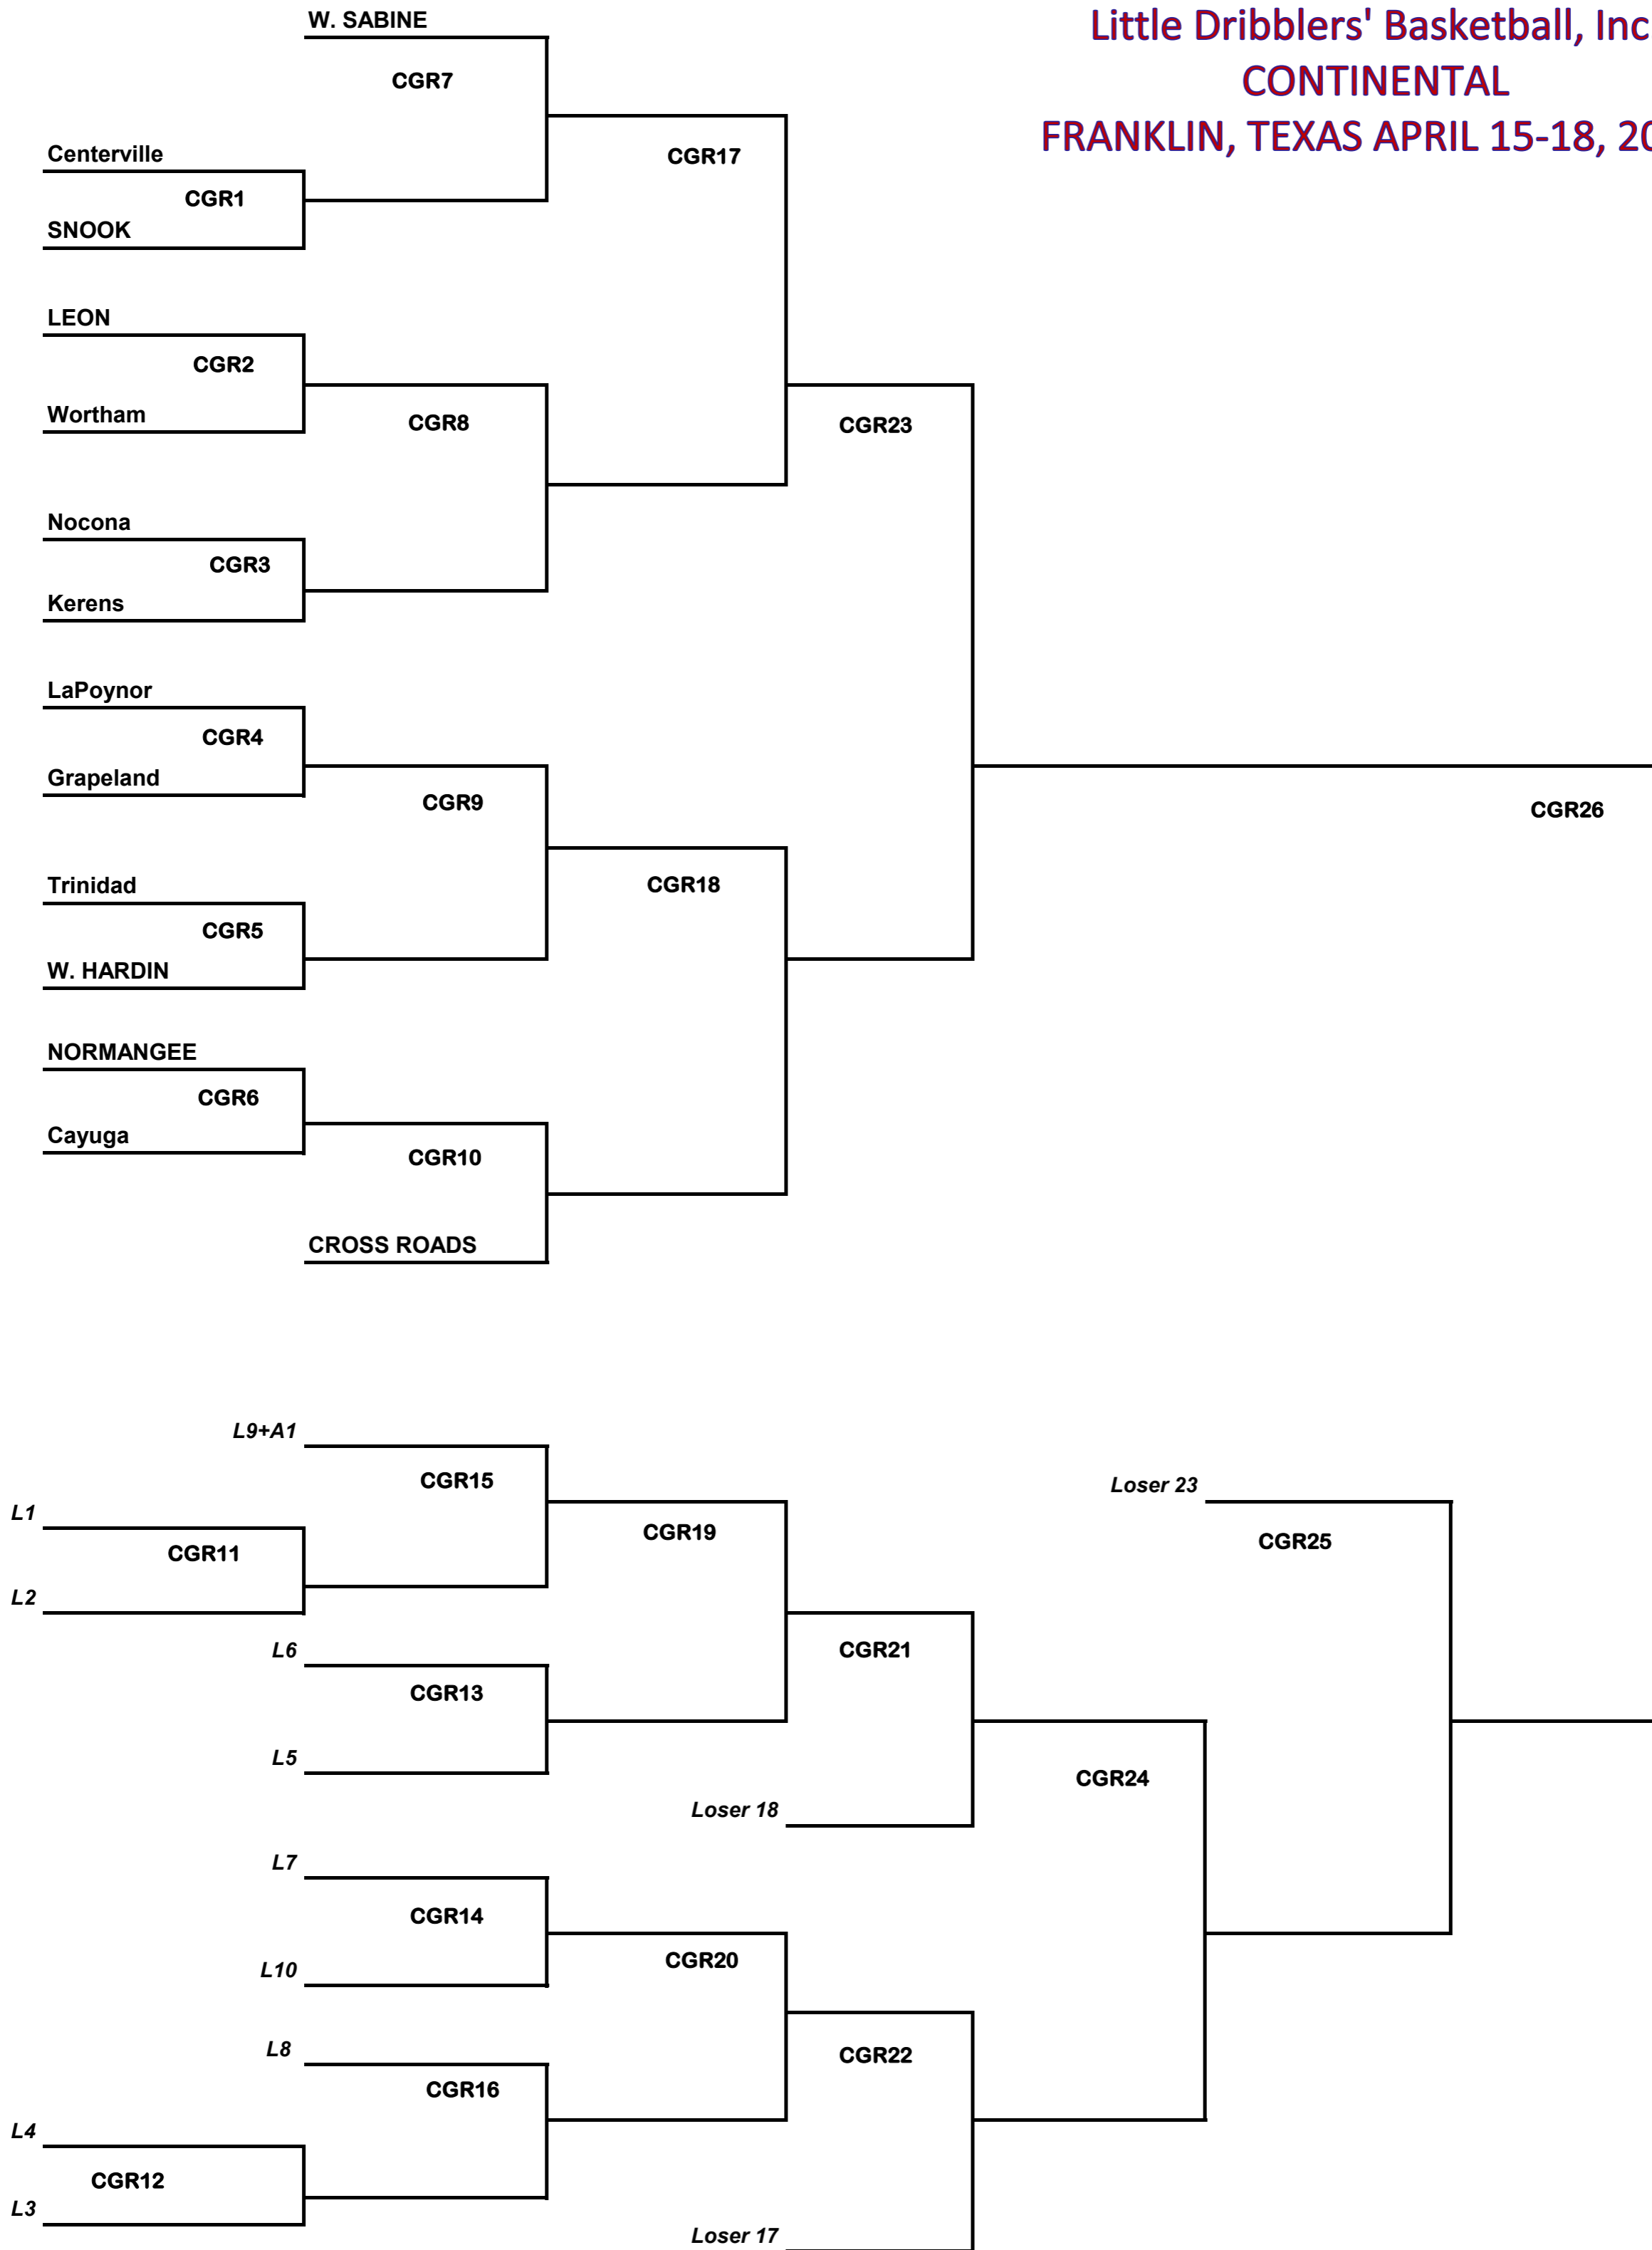 W. SABINE
Little Dribblers' Basketball, Inc
CONTINENTAL
FRANKLIN, TEXAS APRIL 15-18, 20
CGR7
Centerville
CGR17
CGR1
SNOOK
LEON
CGR2
Wortham
CGR8
CGR23
Nocona
CGR3
Kerens
LaPoynor
CGR4
Grapeland
CGR9
CGR26
Trinidad
CGR18
CGR5
W. HARDIN
NORMANGEE
CGR6
Cayuga
CGR10
CROSS ROADS
L9+A1
CGR15
Loser 23
L1
CGR19
CGR25
CGR11
L2
L6
CGR21
CGR13
L5
CGR24
Loser 18
L7
CGR14
CGR20
L10
L8
CGR22
CGR16
L4
CGR12
L3
Loser 17